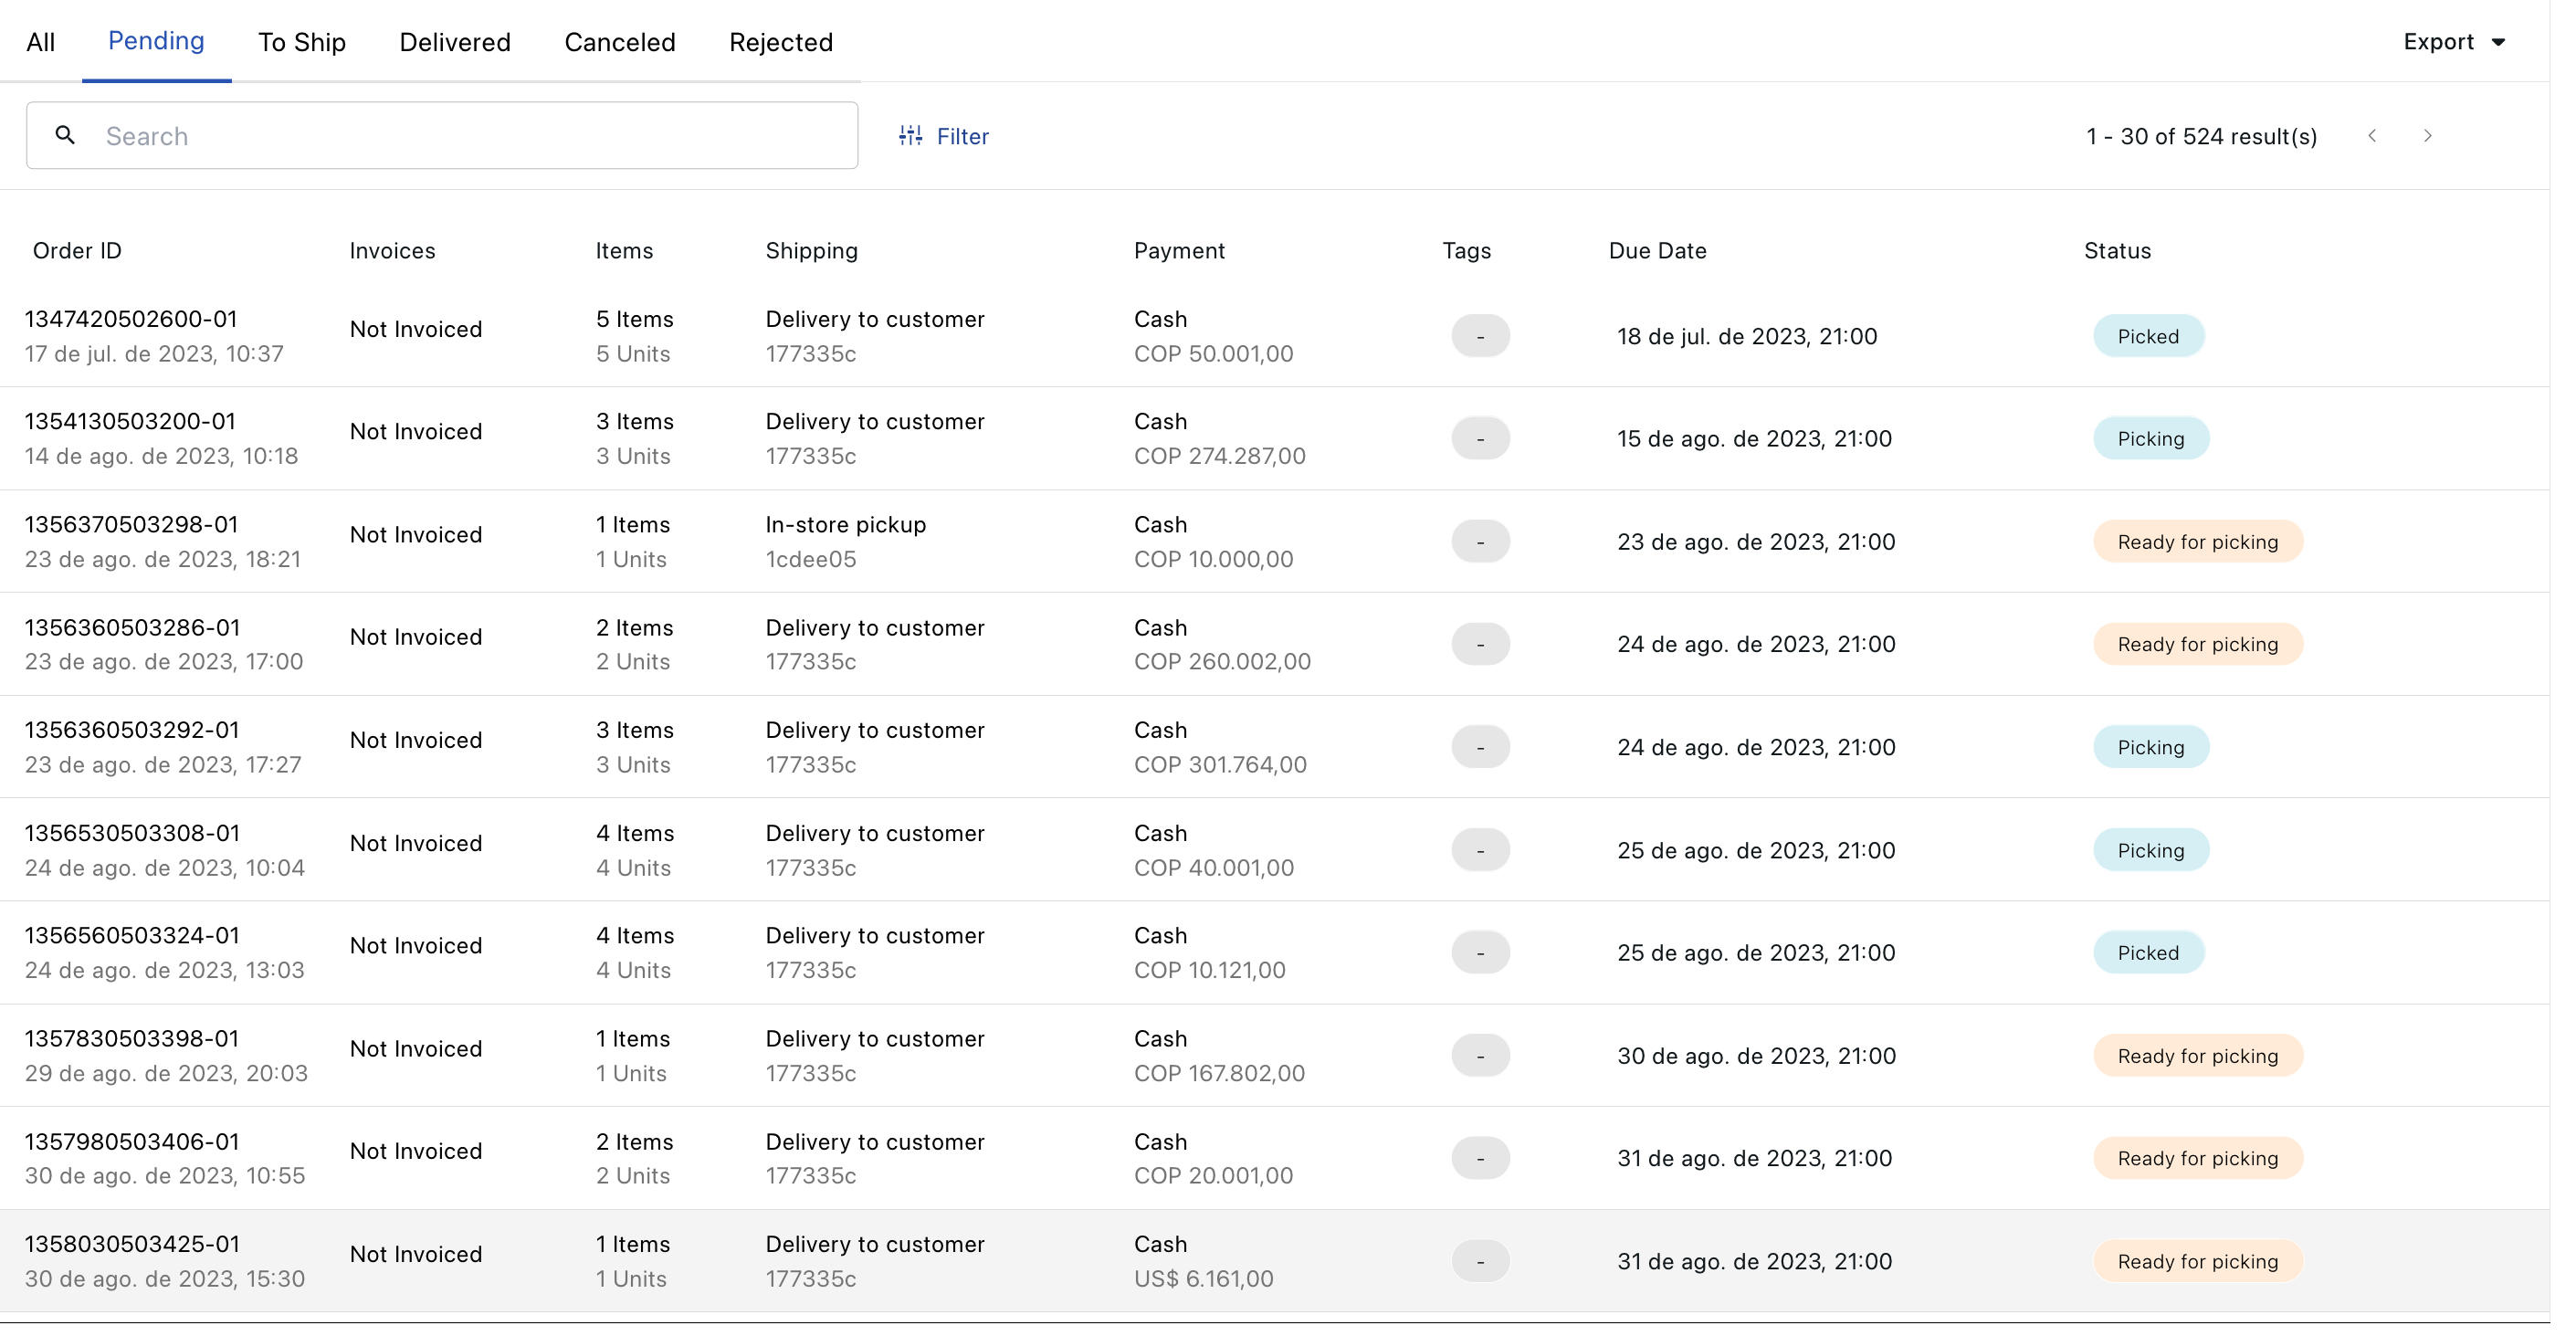 All Pending To Ship Delivered Canceled Rejected Export
Search Filter 1 - 30 of 524 result(s)
Order ID Invoices Items Shipping Payment Tags Due Date Status
1347420502600-01 Not Invoiced 5 Items Delivery to customer Cash - 18 de jul. de 2023, 21:00 Picked
17 de jul. de 2023, 10:37 5 Units 177335c COP 50.001,00
1354130503200-01 Not Invoiced 3 Items Delivery to customer Cash - 15 de ago. de 2023, 21:00 Picking
14 de ago. de 2023, 10:18 3 Units 177335c COP 274.287,00
1356370503298-01 Not Invoiced 1 Items In-store pickup Cash - 23 de ago. de 2023, 21:00 Ready for picking
23 de ago. de 2023, 18:21 1 Units 1cdee05 COP 10.000,00
1356360503286-01 Not Invoiced 2 Items Delivery to customer Cash - 24 de ago. de 2023, 21:00 Ready for picking
23 de ago. de 2023, 17:00 2 Units 177335c COP 260.002,00
1356360503292-01 Not Invoiced 3 Items Delivery to customer Cash - 24 de ago. de 2023, 21:00 Picking
23 de ago. de 2023, 17:27 3 Units 177335c COP 301.764,00
1356530503308-01 Not Invoiced 4 Items Delivery to customer Cash - 25 de ago. de 2023, 21:00 Picking
24 de ago. de 2023, 10:04 4 Units 177335c COP 40.001,00
1356560503324-01 Not Invoiced 4 Items Delivery to customer Cash - 25 de ago. de 2023, 21:00 Picked
24 de ago. de 2023, 13:03 4 Units 177335c COP 10.121,00
1357830503398-01 Not Invoiced 1 Items Delivery to customer Cash - 30 de ago. de 2023, 21:00 Ready for picking
29 de ago. de 2023, 20:03 1 Units 177335c COP 167.802,00
1357980503406-01 Not Invoiced 2 Items Delivery to customer Cash - 31 de ago. de 2023, 21:00 Ready for picking
30 de ago. de 2023, 10:55 2 Units 177335c COP 20.001,00
1358030503425-01 Not Invoiced 1 Items Delivery to customer Cash - 31 de ago. de 2023, 21:00 Ready for picking
30 de ago. de 2023, 15:30 1 Units 177335c US$ 6.161,00